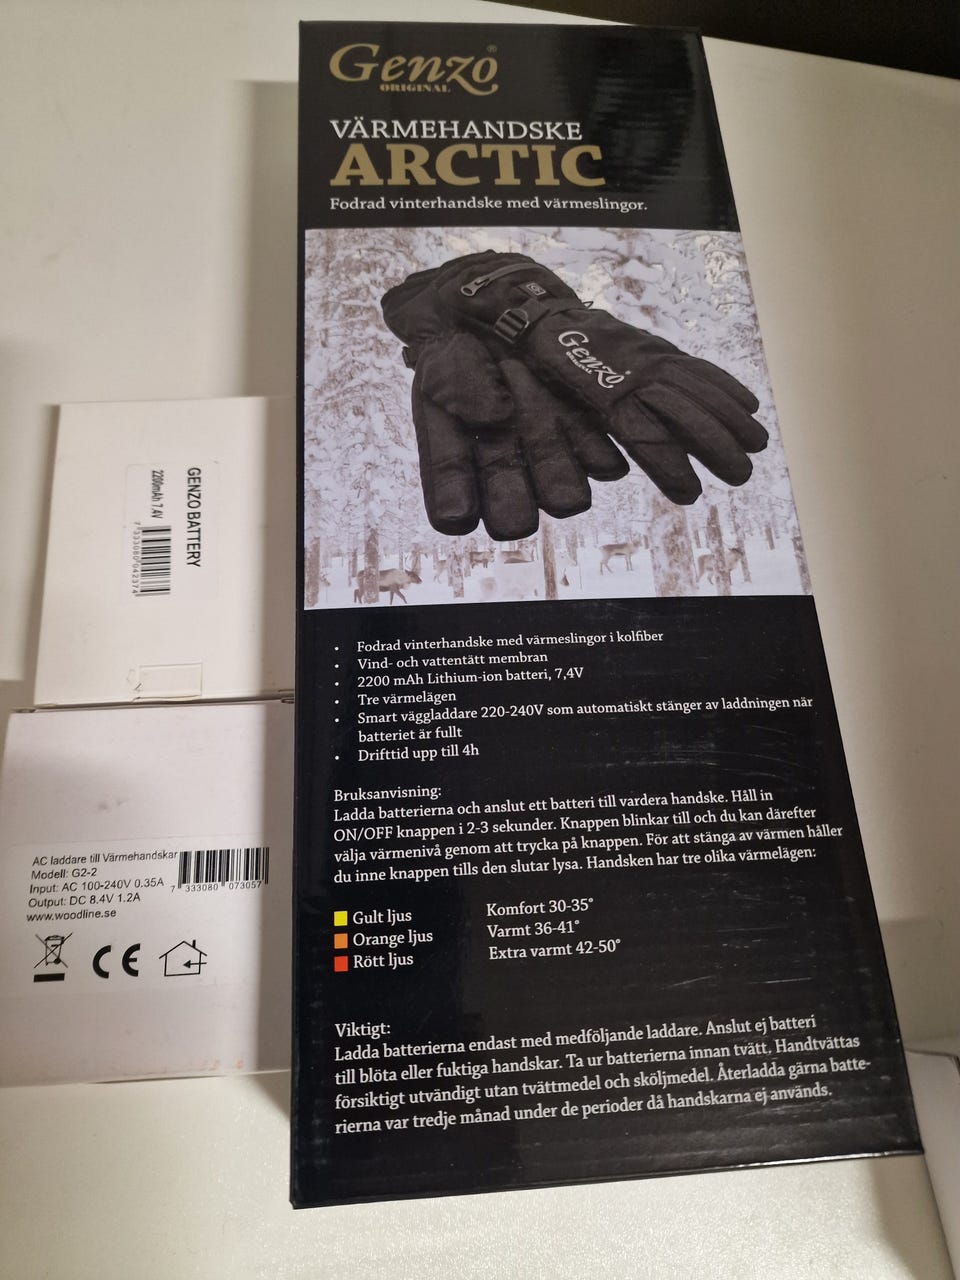 Genzo®
ORIGINAL
VÄRMEHANDSKE
ARCTIC
Fodrad vinterhandske med värmeslingor.
Genzo
ORIGINAL
• Fodrad vinterhandske med värmeslingor i kolfiber
• Vind- och vattentätt membran
• 2200 mAh Lithium-ion batteri, 7,4V
• Tre värmelägen
• Smart väggladdare 220-240V som automatiskt stänger av laddningen när
batteriet är fullt
• Drifttid upp till 4h
Bruksanvisning:
Ladda batterierna och anslut ett batteri till vardera handske. Håll in
ON/OFF knappen i 2-3 sekunder. Knappen blinkar till och du kan därefter
välja värmenivå genom att trycka på knappen. För att stänga av värmen håller
du inne knappen tills den slutar lysa. Handsken har tre olika värmelägen:
Gult ljus Komfort 30-35°
Orange ljus Varmt 36-41°
Rött ljus Extra varmt 42-50°
Viktigt:
Ladda batterierna endast med medföljande laddare. Anslut ej batteri
till blöta eller fuktiga handskar. Ta ur batterierna innan tvätt. Handtvättas
försiktigt utvändigt utan tvättmedel och sköljmedel. Återladda gärna batte-
rierna var tredje månad under de perioder då handskarna ej används.
GENZO BATTERY
2200mAh 7.4V
7 333080 042374
AC laddare till Värmehandskar
Modell: G2-2
Input: AC 100-240V 0.35A
Output: DC 8.4V 1.2A
www.woodline.se
7 333080 073057
CE